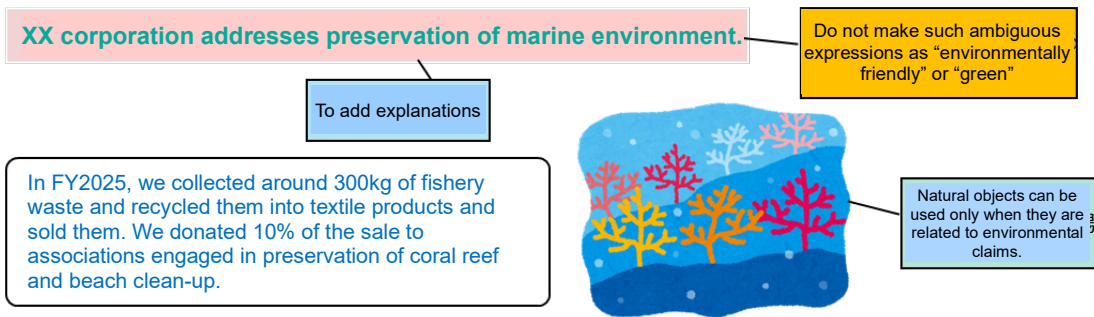 XX corporation addresses preservation of marine environment.
Do not make such ambiguous
expressions as “environmentally
friendly” or “green”
To add explanations
In FY2025, we collected around 300kg of fishery
waste and recycled them into textile products and
sold them. We donated 10% of the sale to
associations engaged in preservation of coral reef
and beach clean-up.
Natural objects can be
used only when they are
related to environmental
claims.